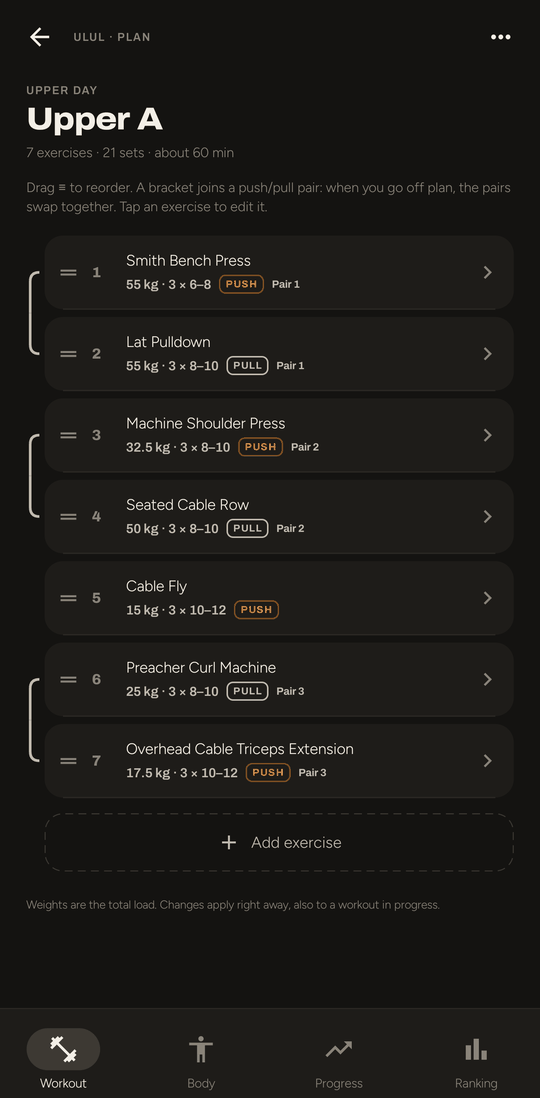 ULUL · PLAN
UPPER DAY
Upper A
7 exercises · 21 sets · about 60 min
Drag ≡ to reorder. A bracket joins a push/pull pair: when you go off plan, the pairs
swap together. Tap an exercise to edit it.
1
Smith Bench Press
55 kg · 3 × 6–8 PUSH Pair 1
2
Lat Pulldown
55 kg · 3 × 8–10 PULL Pair 1
3
Machine Shoulder Press
32.5 kg · 3 × 8–10 PUSH Pair 2
4
Seated Cable Row
50 kg · 3 × 8–10 PULL Pair 2
5
Cable Fly
15 kg · 3 × 10–12 PUSH
6
Preacher Curl Machine
25 kg · 3 × 8–10 PULL Pair 3
7
Overhead Cable Triceps Extension
17.5 kg · 3 × 10–12 PUSH Pair 3
+ Add exercise
Weights are the total load. Changes apply right away, also to a workout in progress.
Workout Body Progress Ranking